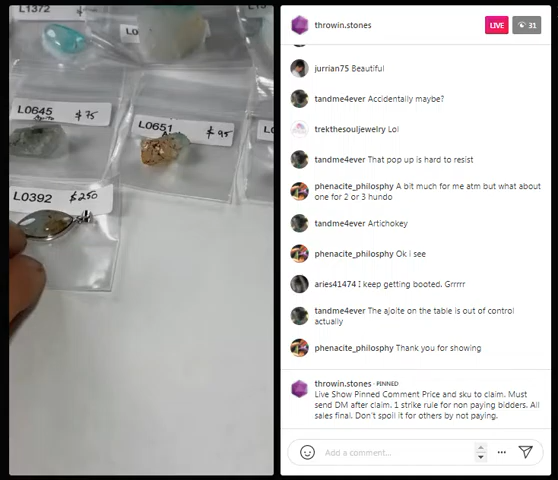 L1372
L0645
$75
L0651
$95
L0392
$250
throwin.stones
LIVE
31
jurrian75 Beautiful
tandme4ever Accidentally maybe?
trekthesouljewelry Lol
tandme4ever That pop up is hard to resist
phenacite_philosphy A bit much for me atm but what about
one for 2 or 3 hundo
tandme4ever Artichokey
phenacite_philosphy Ok i see
aries41474 I keep getting booted. Grrrrr
tandme4ever The ajoite on the table is out of control
actually
phenacite_philosphy Thank you for showing
throwin.stones · PINNED
Live Show Pinned Comment Price and sku to claim. Must
send DM after claim. 1 strike rule for non paying bidders. All
sales final. Don't spoil it for others by not paying.
Add a comment...